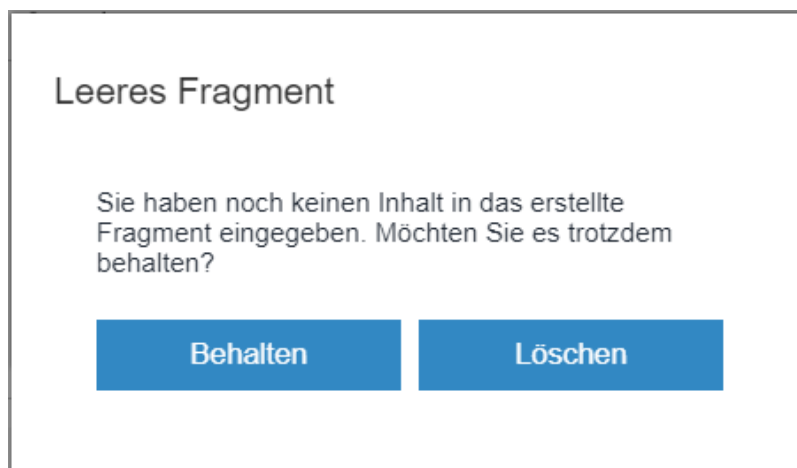 Leeres Fragment
Sie haben noch keinen Inhalt in das erstellte
Fragment eingegeben. Möchten Sie es trotzdem
behalten?
Behalten
Löschen